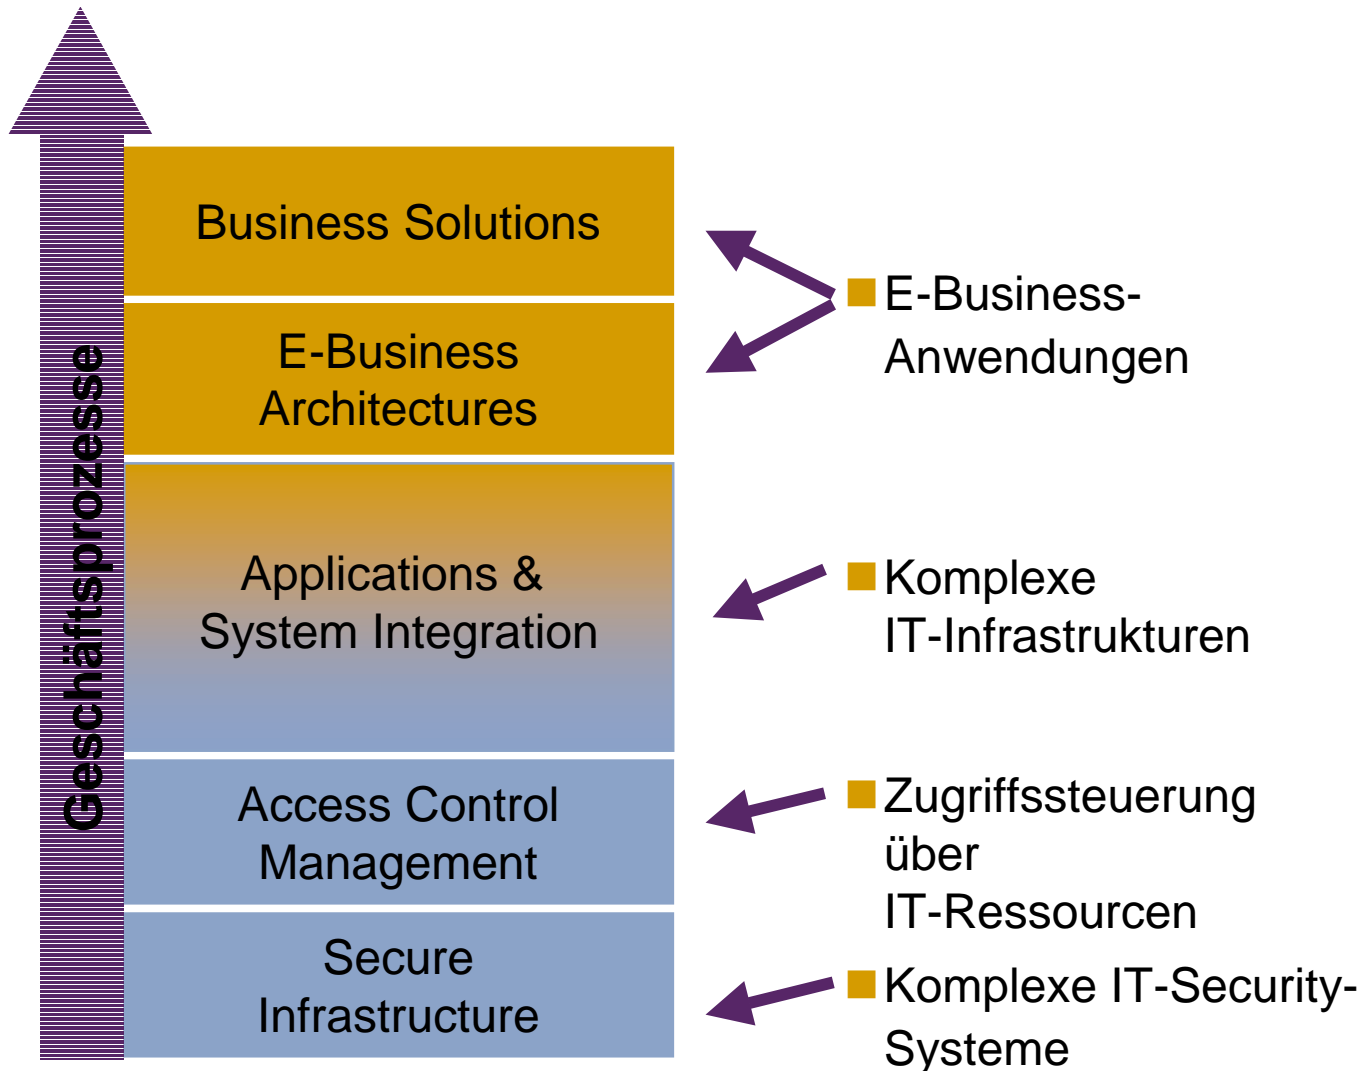 Geschäftsprozesse
Business Solutions
E-Business
Architectures
Applications &
System Integration
Access Control
Management
Secure
Infrastructure
E-Business-
Anwendungen
Komplexe
IT-Infrastrukturen
Zugriffssteuerung
über
IT-Ressourcen
Komplexe IT-Security-
Systeme